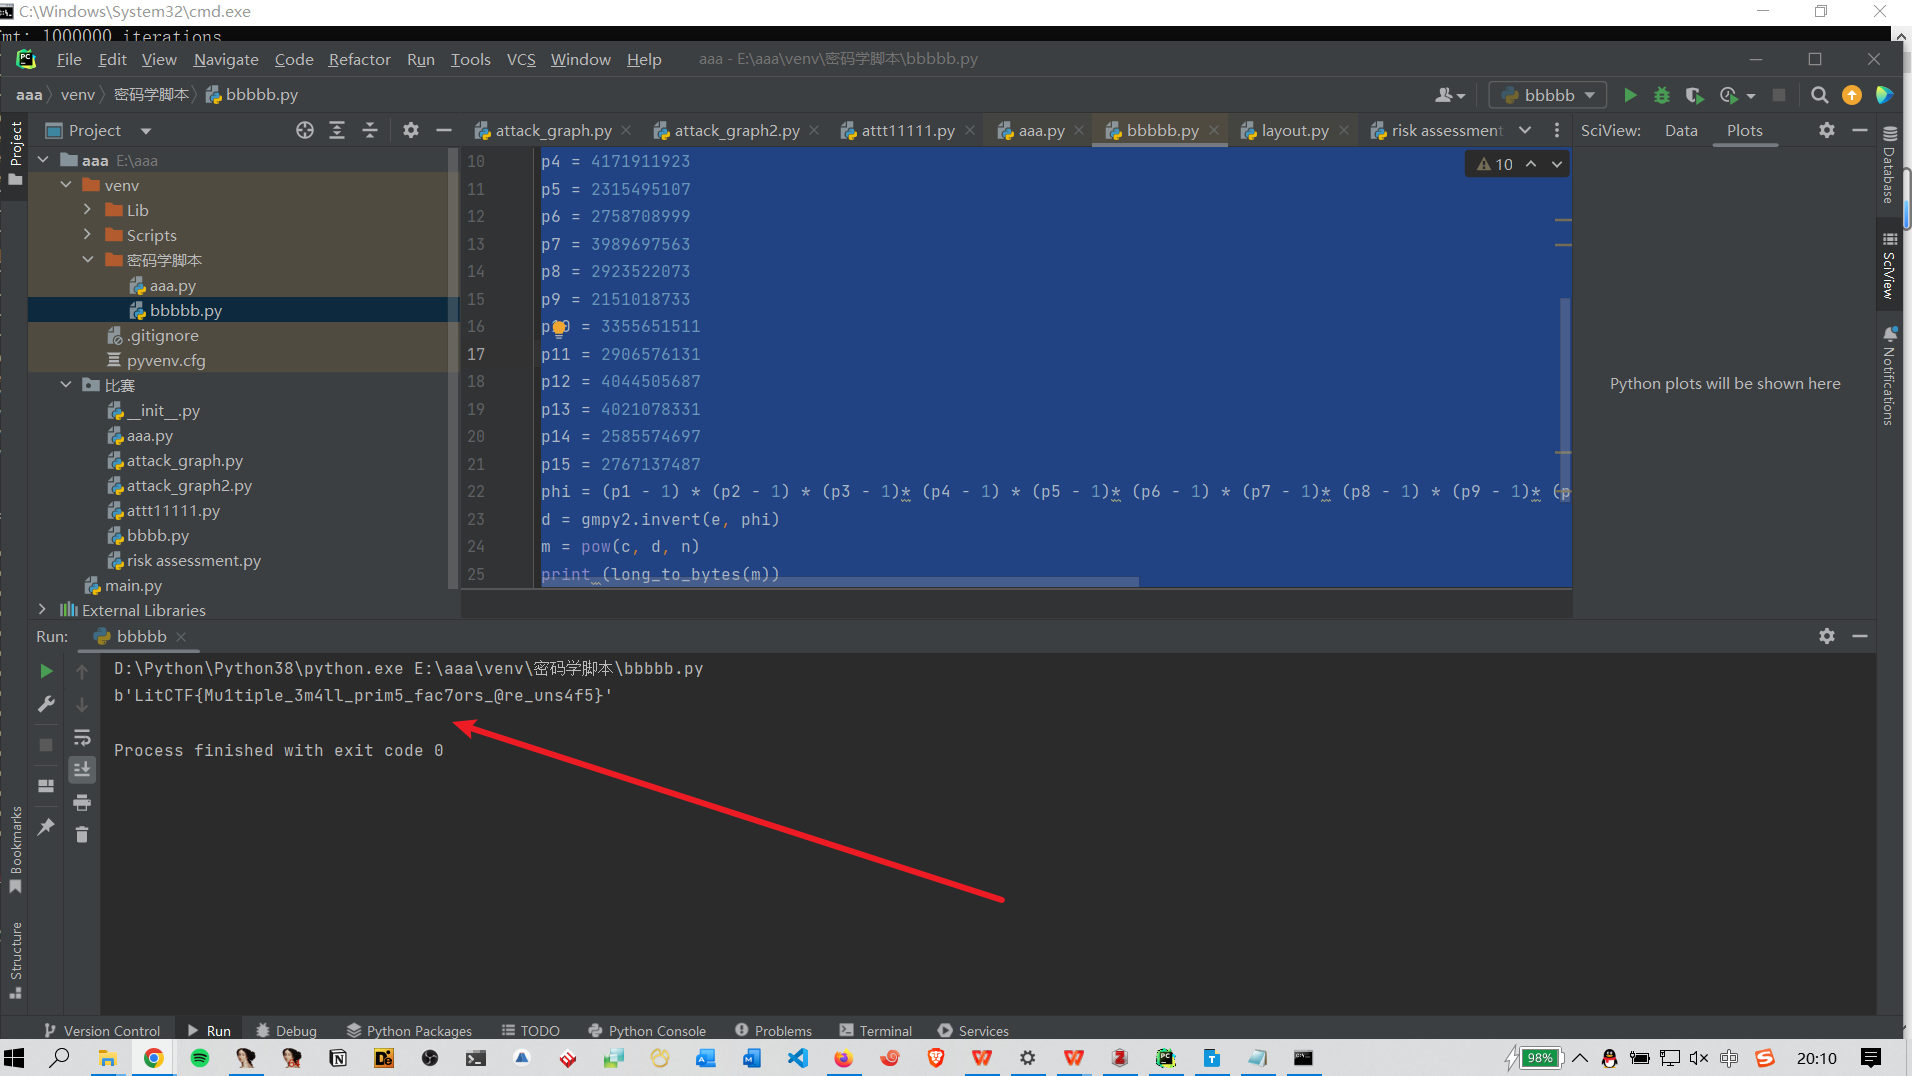 C:\Windows\System32\cmd.exe
mt: 1000000 iterations
File Edit View Navigate Code Refactor Run Tools VCS Window Help aaa - E:\aaa\venv\密码学脚本\bbbbb.py
aaa venv 密码学脚本 bbbbb.py
bbbbb
Project
attack_graph.py attack_graph2.py attt11111.py aaa.py bbbbb.py layout.py risk assessment
SciView: Data Plots
Project
aaa E:\aaa
venv
Lib
Scripts
密码学脚本
aaa.py
bbbbb.py
.gitignore
pyvenv.cfg
比赛
__init__.py
aaa.py
attack_graph.py
attack_graph2.py
attt11111.py
bbbb.py
risk assessment.py
main.py
External Libraries
10 p4 = 4171911923
11 p5 = 2315495107
12 p6 = 2758708999
13 p7 = 3989697563
14 p8 = 2923522073
15 p9 = 2151018733
16 p10 = 3355651511
17 p11 = 2906576131
18 p12 = 4044505687
19 p13 = 4021078331
20 p14 = 2585574697
21 p15 = 2767137487
22 phi = (p1 - 1) * (p2 - 1) * (p3 - 1)* (p4 - 1) * (p5 - 1)* (p6 - 1) * (p7 - 1)* (p8 - 1) * (p9 - 1)* (p
23 d = gmpy2.invert(e, phi)
24 m = pow(c, d, n)
25 print (long_to_bytes(m))
10
Python plots will be shown here
Database
SciView
Notifications
Run: bbbbb
D:\Python\Python38\python.exe E:\aaa\venv\密码学脚本\bbbbb.py
b'LitCTF{Mu1tiple_3m4ll_prim5_fac7ors_@re_uns4f5}'
Process finished with exit code 0
Bookmarks
Structure
Version Control Run Debug Python Packages TODO Python Console Problems Terminal Services
98% 中 20:10